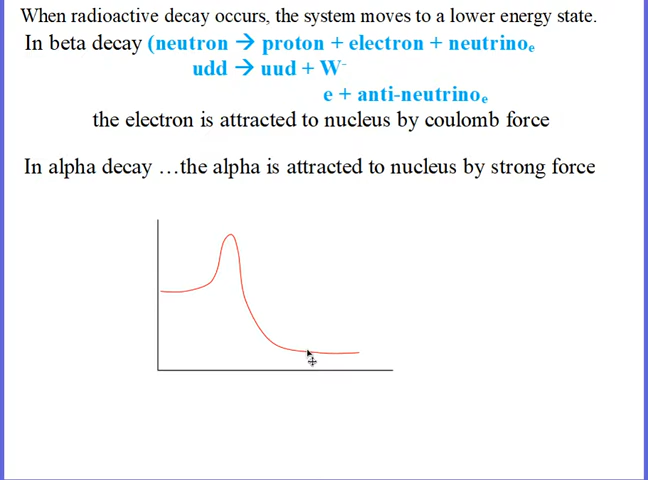 When radioactive decay occurs, the system moves to a lower energy state.
In beta decay (neutron → proton + electron + neutrinoₑ
udd → uud + W⁻
e + anti-neutrinoₑ
the electron is attracted to nucleus by coulomb force
In alpha decay …the alpha is attracted to nucleus by strong force